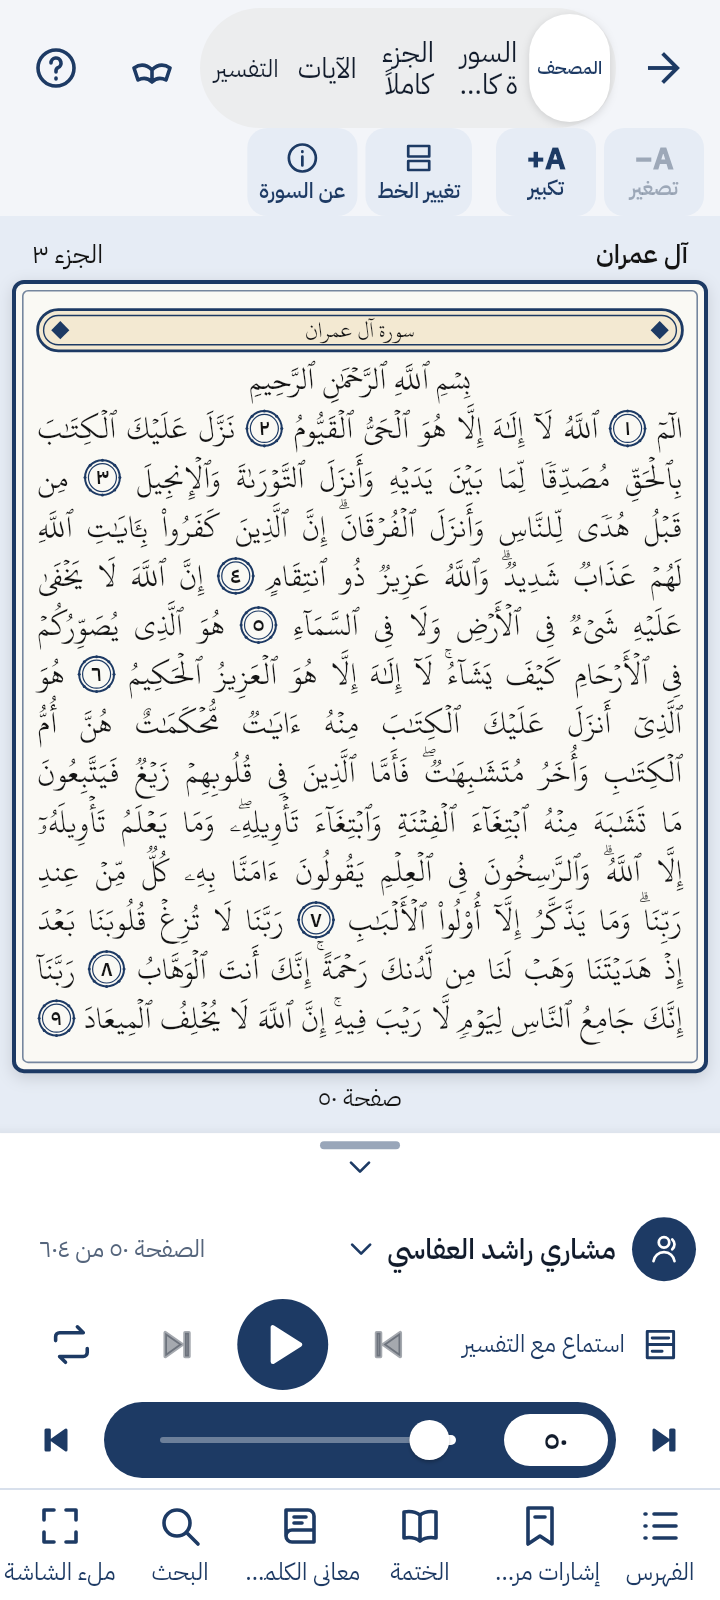 المصحف
السورة كا...
الجزء كاملاً
الآيات
التفسير
A−
تصغير
A+
تكبير
تغيير الخط
عن السورة
آل عمران
الجزء ٣
سورة آل عمران
بِسْمِ ٱللَّهِ ٱلرَّحْمَٰنِ ٱلرَّحِيمِ
الٓمٓ ١ ٱللَّهُ لَآ إِلَٰهَ إِلَّا هُوَ ٱلْحَىُّ ٱلْقَيُّومُ ٢ نَزَّلَ عَلَيْكَ ٱلْكِتَٰبَ
بِٱلْحَقِّ مُصَدِّقًا لِّمَا بَيْنَ يَدَيْهِ وَأَنزَلَ ٱلتَّوْرَىٰةَ وَٱلْإِنجِيلَ ٣ مِن
قَبْلُ هُدًى لِّلنَّاسِ وَأَنزَلَ ٱلْفُرْقَانَ ۗ إِنَّ ٱلَّذِينَ كَفَرُوا۟ بِـَٔايَٰتِ ٱللَّهِ
لَهُمْ عَذَابٌ شَدِيدٌ ۗ وَٱللَّهُ عَزِيزٌ ذُو ٱنتِقَامٍ ٤ إِنَّ ٱللَّهَ لَا يَخْفَىٰ
عَلَيْهِ شَىْءٌ فِى ٱلْأَرْضِ وَلَا فِى ٱلسَّمَآءِ ٥ هُوَ ٱلَّذِى يُصَوِّرُكُمْ
فِى ٱلْأَرْحَامِ كَيْفَ يَشَآءُ ۚ لَآ إِلَٰهَ إِلَّا هُوَ ٱلْعَزِيزُ ٱلْحَكِيمُ ٦ هُوَ
ٱلَّذِىٓ أَنزَلَ عَلَيْكَ ٱلْكِتَٰبَ مِنْهُ ءَايَٰتٌ مُّحْكَمَٰتٌ هُنَّ أُمُّ
ٱلْكِتَٰبِ وَأُخَرُ مُتَشَٰبِهَٰتٌ ۖ فَأَمَّا ٱلَّذِينَ فِى قُلُوبِهِمْ زَيْغٌ فَيَتَّبِعُونَ
مَا تَشَٰبَهَ مِنْهُ ٱبْتِغَآءَ ٱلْفِتْنَةِ وَٱبْتِغَآءَ تَأْوِيلِهِۦ ۗ وَمَا يَعْلَمُ تَأْوِيلَهُۥٓ
إِلَّا ٱللَّهُ ۗ وَٱلرَّٰسِخُونَ فِى ٱلْعِلْمِ يَقُولُونَ ءَامَنَّا بِهِۦ كُلٌّ مِّنْ عِندِ
رَبِّنَا ۗ وَمَا يَذَّكَّرُ إِلَّآ أُو۟لُوا۟ ٱلْأَلْبَٰبِ ٧ رَبَّنَا لَا تُزِغْ قُلُوبَنَا بَعْدَ
إِذْ هَدَيْتَنَا وَهَبْ لَنَا مِن لَّدُنكَ رَحْمَةً ۚ إِنَّكَ أَنتَ ٱلْوَهَّابُ ٨ رَبَّنَآ
إِنَّكَ جَامِعُ ٱلنَّاسِ لِيَوْمٍ لَّا رَيْبَ فِيهِ ۚ إِنَّ ٱللَّهَ لَا يُخْلِفُ ٱلْمِيعَادَ ٩
صفحة ٥٠
مشاري راشد العفاسي
الصفحة ٥٠ من ٦٠٤
استماع مع التفسير
٥٠
الفهرس
إشارات مر...
الختمة
معاني الكلم...
البحث
ملء الشاشة